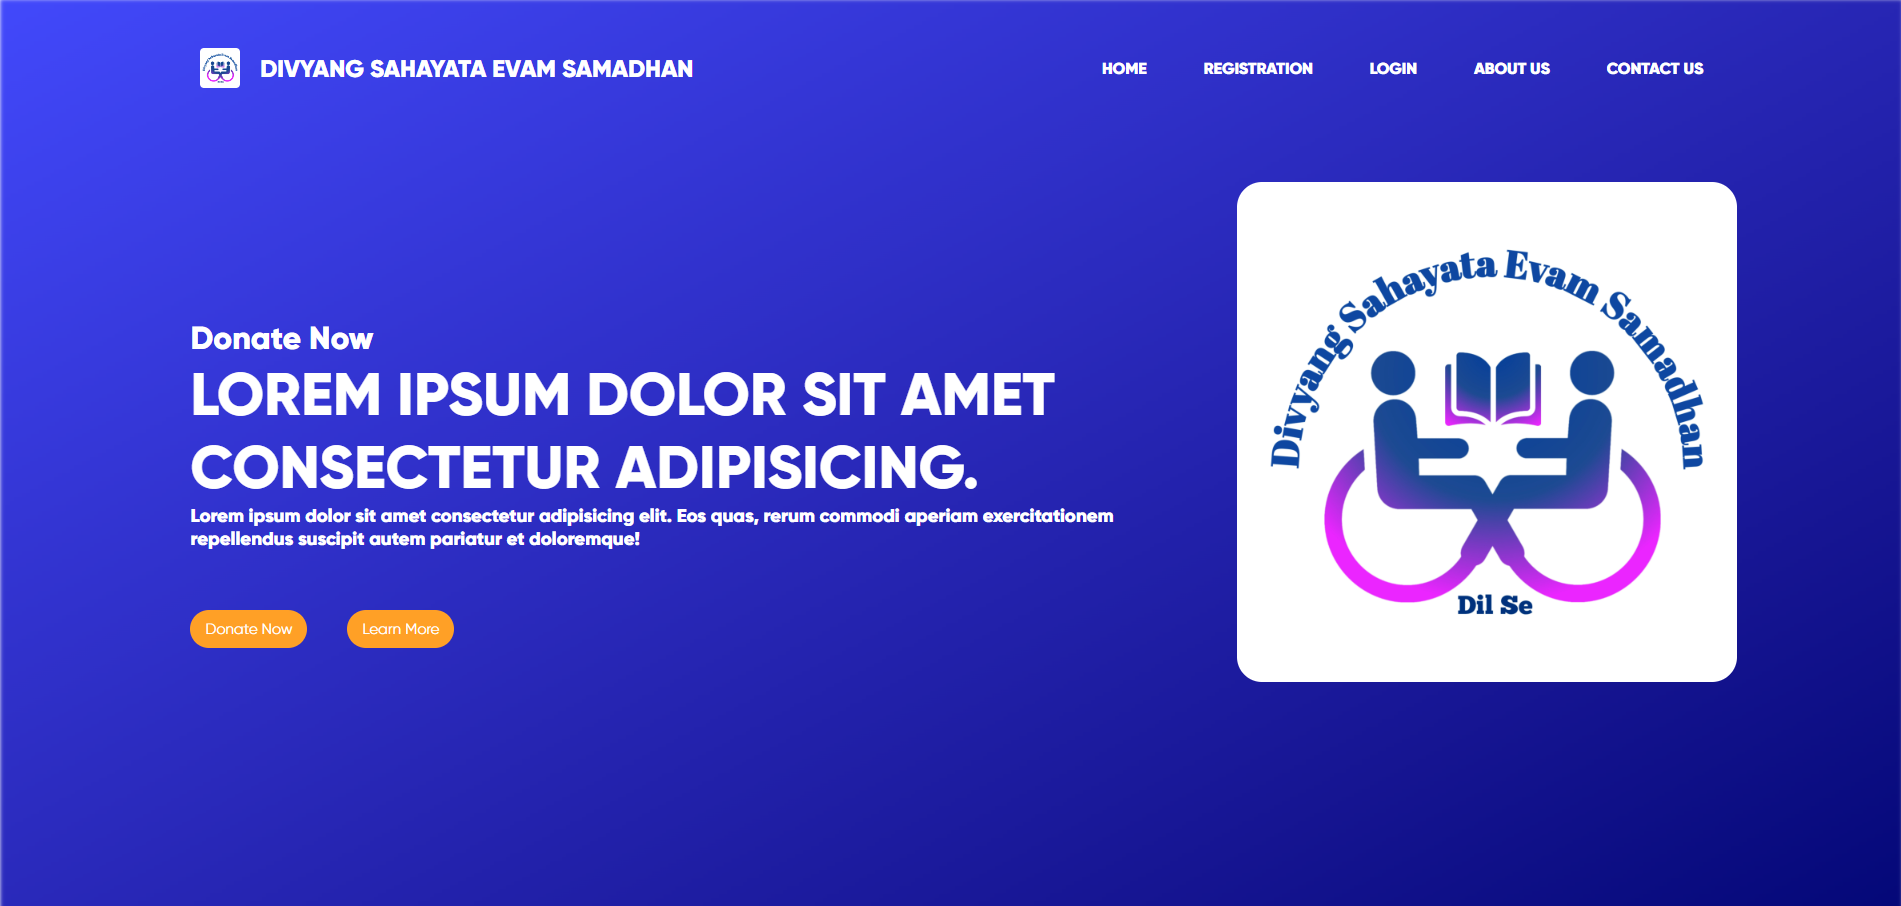 DIVYANG SAHAYATA EVAM SAMADHAN
HOME REGISTRATION LOGIN ABOUT US CONTACT US
Donate Now
LOREM IPSUM DOLOR SIT AMET
CONSECTETUR ADIPISICING.
Lorem ipsum dolor sit amet consectetur adipisicing elit. Eos quas, rerum commodi aperiam exercitationem
repellendus suscipit autem pariatur et doloremque!
Donate Now Learn More
Divyang Sahayata Evam Samadhan
Dil Se